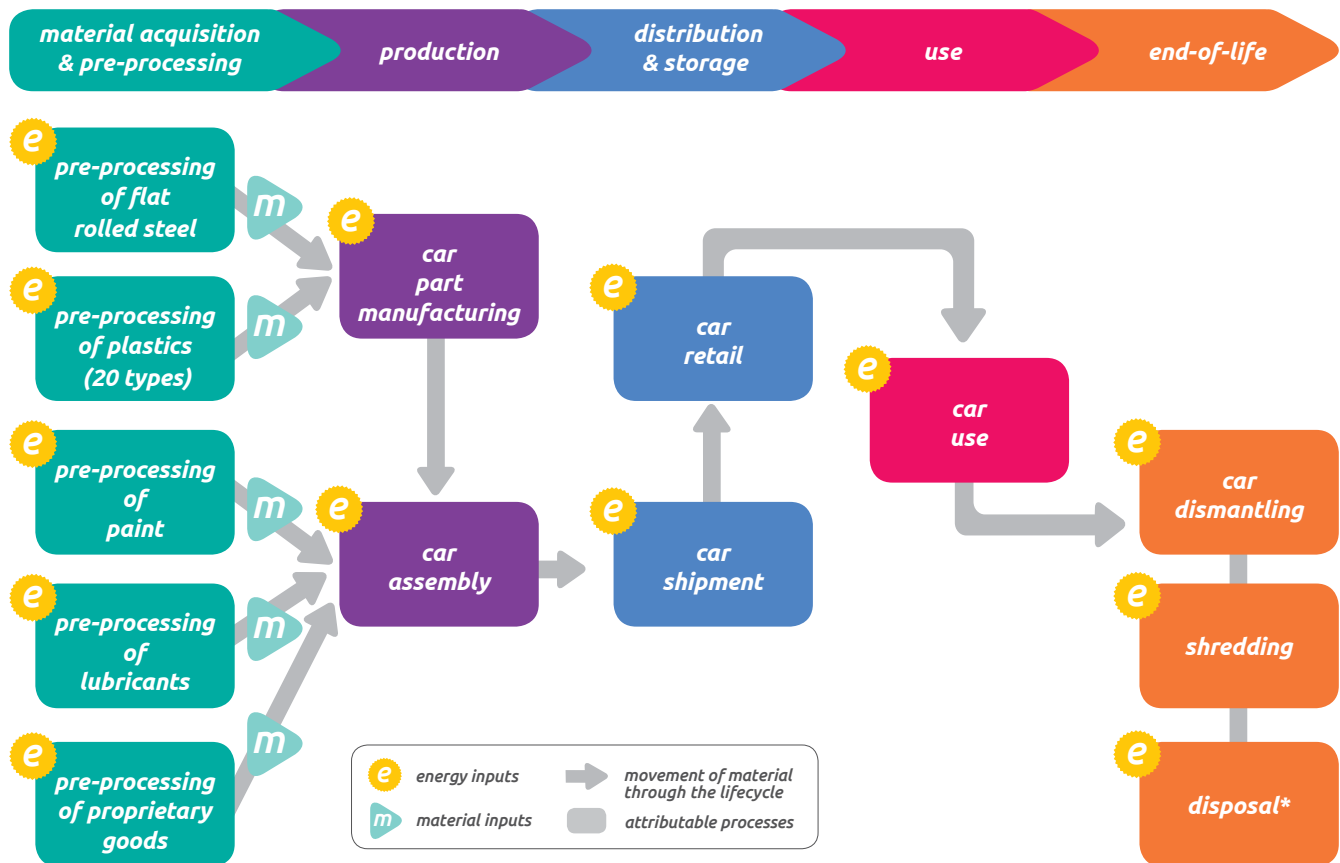 material acquisition
& pre-processing
production
distribution
& storage
use
end-of-life
e
pre-processing
of flat
rolled steel
m
e
pre-processing
of plastics
(20 types)
m
e
pre-processing
of
paint
m
e
pre-processing
of
lubricants
m
e
pre-processing
of proprietary
goods
m
e
car
part
manufacturing
e
car
assembly
e
car
retail
e
car
shipment
e
car
use
e
car
dismantling
e
shredding
e
disposal*
e
energy inputs
m
material inputs
movement of material
through the lifecycle
attributable processes